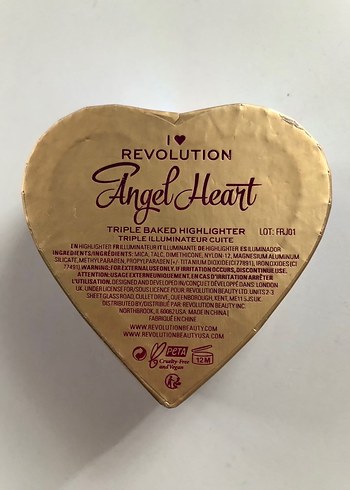 I ♥
REVOLUTION
Angel Heart
TRIPLE BAKED HIGHLIGHTER LOT: FRJ01
TRIPLE ILLUMINATEUR CUITE
EN HIGHLIGHTER FR ILLUMINATEUR IT ILLUMINANTE DE HIGHLIGHTER ES ILUMINADOR
INGREDIENTS/INGRÉDIENTS: MICA, TALC, DIMETHICONE, NYLON-12, MAGNESIUM ALUMINUM
SILICATE, METHYLPARABEN, PROPYLPARABEN +/- TITANIUM DIOXIDE (CI 77891), IRON OXIDES (CI
77491) WARNING: FOR EXTERNAL USE ONLY. IF IRRITATION OCCURS, DISCONTINUE USE.
ATTENTION: USAGE EXTERIEUREMENT. EN CAS D'IRRITATION ARRÊTER
L'UTILISATION. DESIGNED AND DEVELOPED IN/CONÇU ET DÉVELOPPÉ DANS LONDON
UK. UNDER LICENSE FOR/SOUS LICENCE POUR: REVOLUTION BEAUTY LTD. UNITS 2-3
SHEET GLASS ROAD, CULLET DRIVE, QUEENBOROUGH, KENT, ME11 5JS UK.
DISTRIBUTED BY/DISTRIBUÉ PAR: REVOLUTION BEAUTY INC.
NORTHBROOK, IL 60062 USA. MADE IN CHINA |
FABRIQUÉ EN CHINE
WWW.REVOLUTIONBEAUTY.COM
WWW.REVOLUTIONBEAUTYUSA.COM
PETA
Cruelty Free
and Vegan
12M